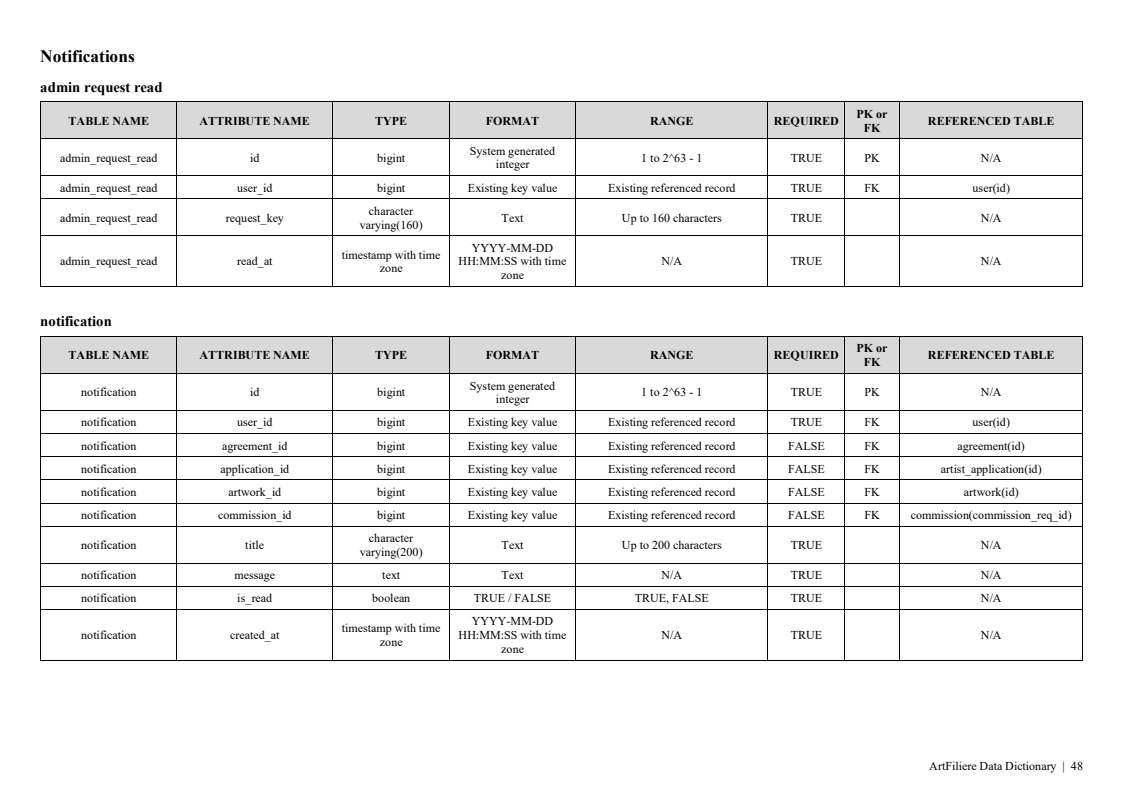 Notifications
admin request read
TABLE NAME ATTRIBUTE NAME TYPE FORMAT RANGE REQUIRED PK or FK REFERENCED TABLE
admin_request_read id bigint System generated integer 1 to 2^63 - 1 TRUE PK N/A
admin_request_read user_id bigint Existing key value Existing referenced record TRUE FK user(id)
admin_request_read request_key character varying(160) Text Up to 160 characters TRUE N/A
admin_request_read read_at timestamp with time zone YYYY-MM-DD HH:MM:SS with time zone N/A TRUE N/A
notification
TABLE NAME ATTRIBUTE NAME TYPE FORMAT RANGE REQUIRED PK or FK REFERENCED TABLE
notification id bigint System generated integer 1 to 2^63 - 1 TRUE PK N/A
notification user_id bigint Existing key value Existing referenced record TRUE FK user(id)
notification agreement_id bigint Existing key value Existing referenced record FALSE FK agreement(id)
notification application_id bigint Existing key value Existing referenced record FALSE FK artist_application(id)
notification artwork_id bigint Existing key value Existing referenced record FALSE FK artwork(id)
notification commission_id bigint Existing key value Existing referenced record FALSE FK commission(commission_req_id)
notification title character varying(200) Text Up to 200 characters TRUE N/A
notification message text Text N/A TRUE N/A
notification is_read boolean TRUE / FALSE TRUE, FALSE TRUE N/A
notification created_at timestamp with time zone YYYY-MM-DD HH:MM:SS with time zone N/A TRUE N/A
ArtFiliere Data Dictionary | 48